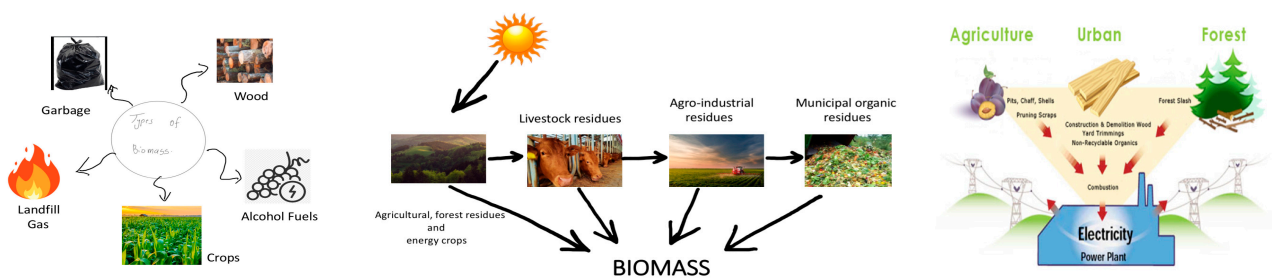 Garbage
Wood
Types of
Biomass.
Landfill
Gas
Alcohol Fuels
Crops
Livestock residues
Agro-industrial
residues
Municipal organic
residues
Agricultural, forest residues
and
energy crops
BIOMASS
Agriculture
Urban
Forest
Pits, Chaff, Shells
Pruning Scraps
Forest Slash
Construction & Demolition Wood
Yard Trimmings
Non-Recyclable Organics
Combustion
Electricity
Power Plant